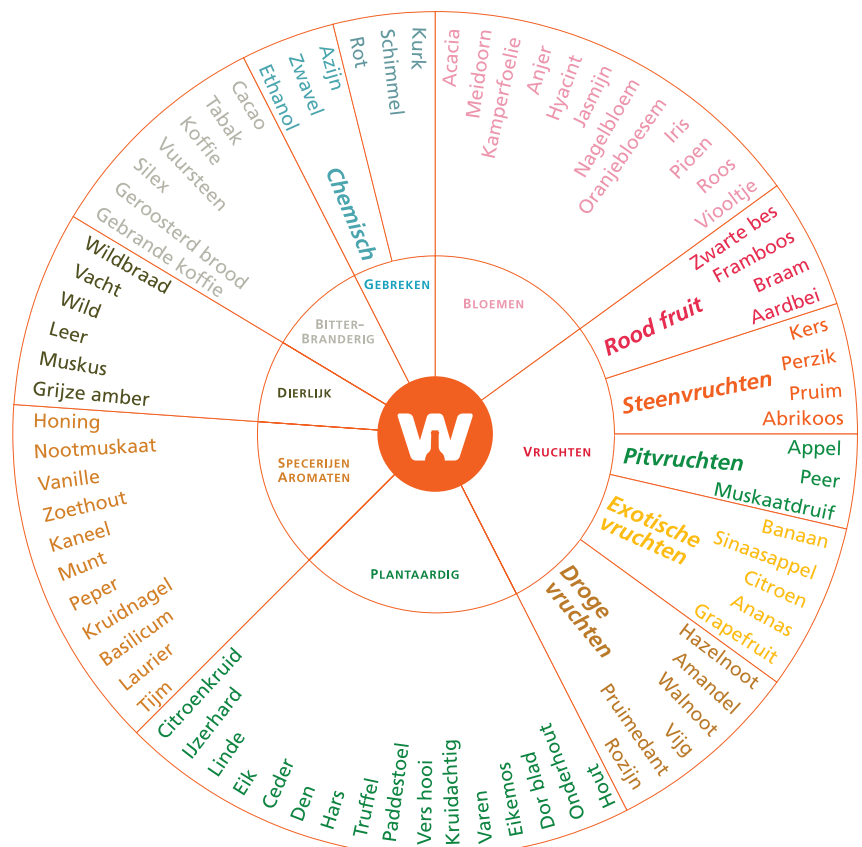 Acacia
Meidoorn
Kamperfoelie
Anjer
Hyacint
Jasmijn
Nagelbloem
Oranjebloesem
Iris
Pioen
Roos
Viooltje
BLOEMEN
Zwarte bes
Framboos
Braam
Aardbei
Rood fruit
Kers
Perzik
Pruim
Abrikoos
Steenvruchten
Appel
Peer
Muskaatdruif
Pitvruchten
Banaan
Sinaasappel
Citroen
Ananas
Grapefruit
Exotische
vruchten
Hazelnoot
Amandel
Walnoot
Vijg
Pruimedant
Rozijn
Droge
vruchten
VRUCHTEN
Hout
Onderhout
Dor blad
Eikemos
Varen
Kruidachtig
Vers hooi
Paddestoel
Truffel
Hars
Den
Ceder
Eik
Linde
IJzerhard
Citroenkruid
PLANTAARDIG
Tijm
Laurier
Basilicum
Kruidnagel
Peper
Munt
Kaneel
Zoethout
Vanille
Nootmuskaat
Honing
SPECERIJEN
AROMATEN
Grijze amber
Muskus
Leer
Wild
Vacht
Wildbraad
DIERLIJK
Gebrande koffie
Geroosterd brood
Silex
Vuursteen
Koffie
Tabak
Cacao
BITTER-
BRANDERIG
Ethanol
Zwavel
Azijn
Chemisch
Rot
Schimmel
Kurk
GEBREKEN
W